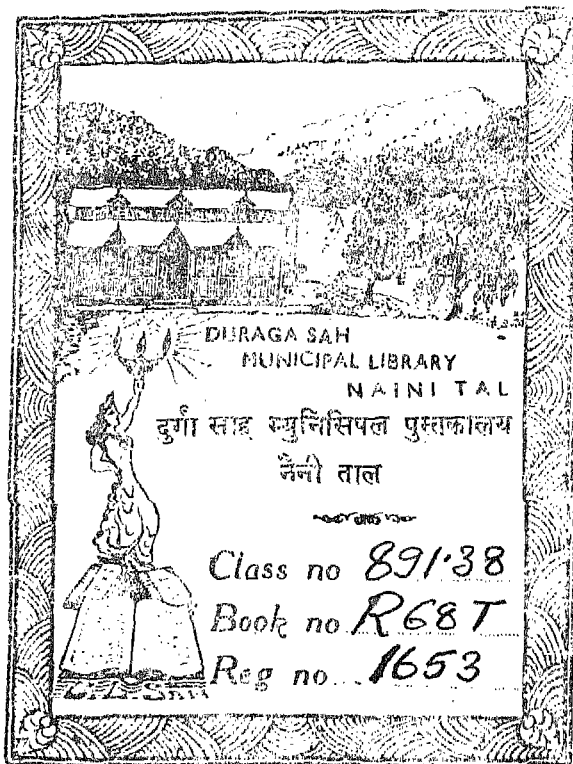 DURAGA SAH
MUNICIPAL LIBRARY
NAINI TAL
दुर्गा साह म्युनिसिपल पुस्तकालय
नैनी ताल
Class no 891.38
Book no R68T
Reg no 1653